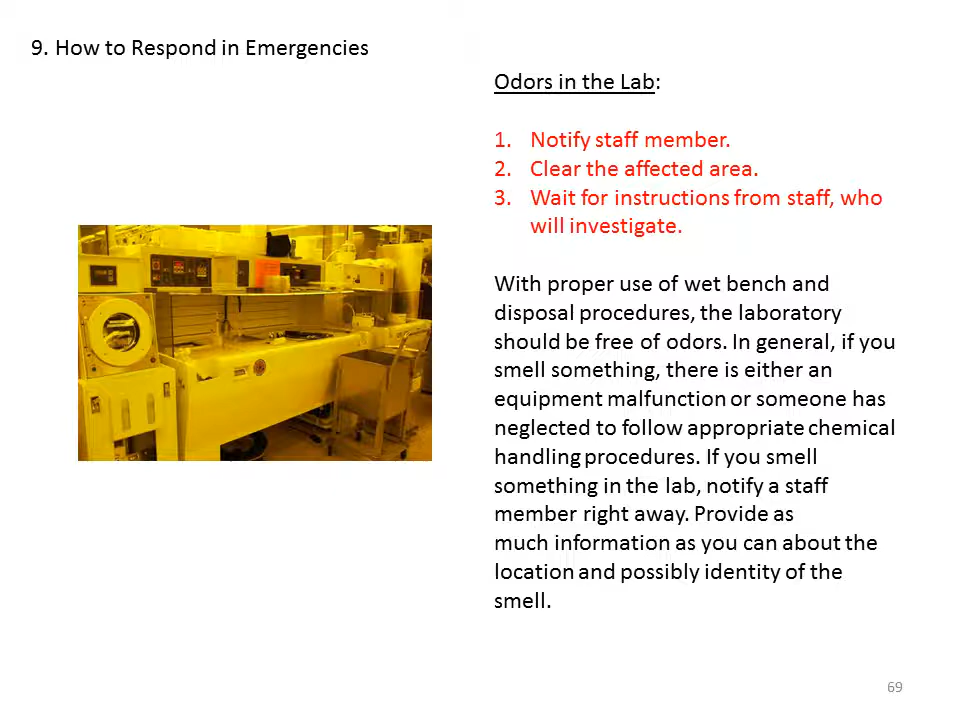 9. How to Respond in Emergencies
Odors in the Lab:
1. Notify staff member.
2. Clear the affected area.
3. Wait for instructions from staff, who
will investigate.
With proper use of wet bench and
disposal procedures, the laboratory
should be free of odors. In general, if you
smell something, there is either an
equipment malfunction or someone has
neglected to follow appropriate chemical
handling procedures. If you smell
something in the lab, notify a staff
member right away. Provide as
much information as you can about the
location and possibly identity of the
smell.
69